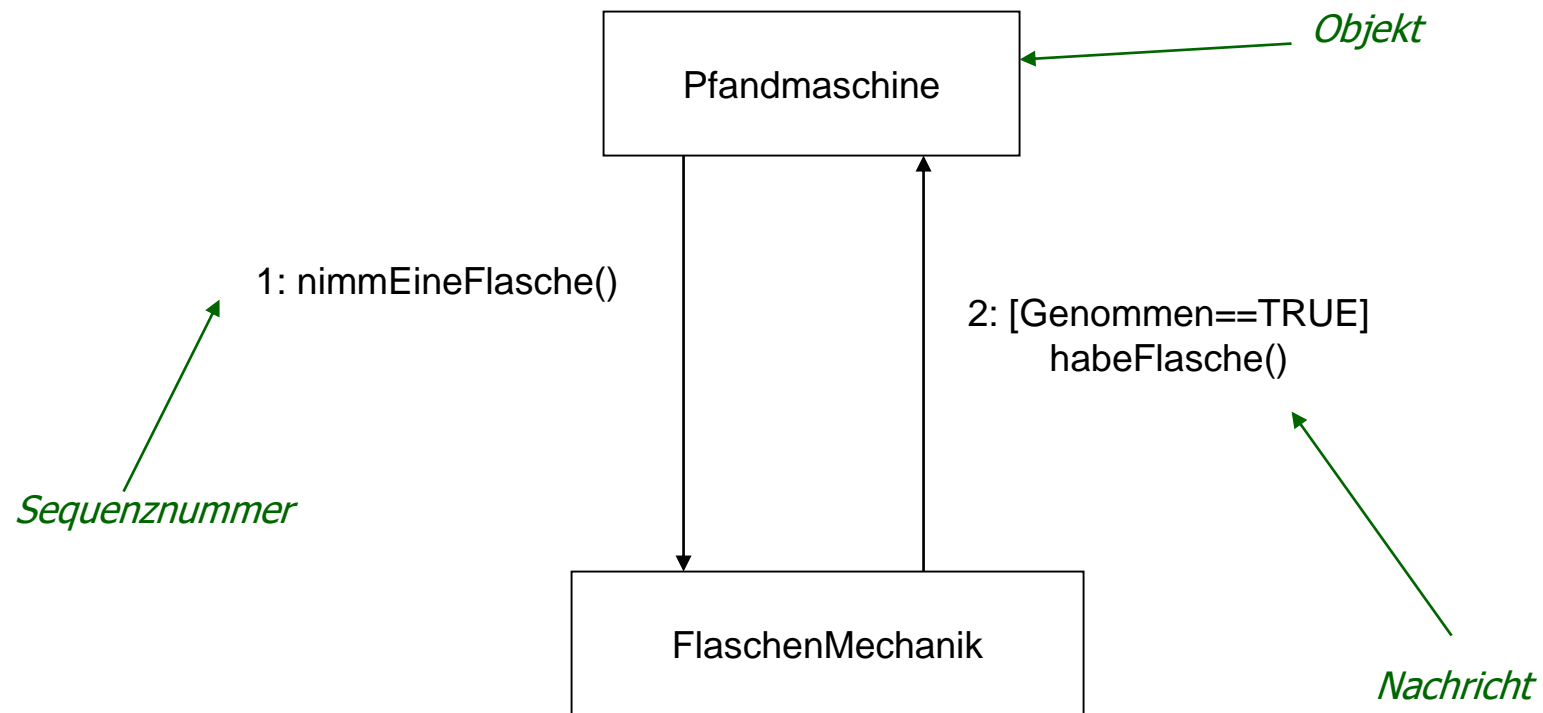 Objekt
Pfandmaschine
1: nimmEineFlasche()
2: [Genommen==TRUE]
habeFlasche()
Sequenznummer
FlaschenMechanik
Nachricht